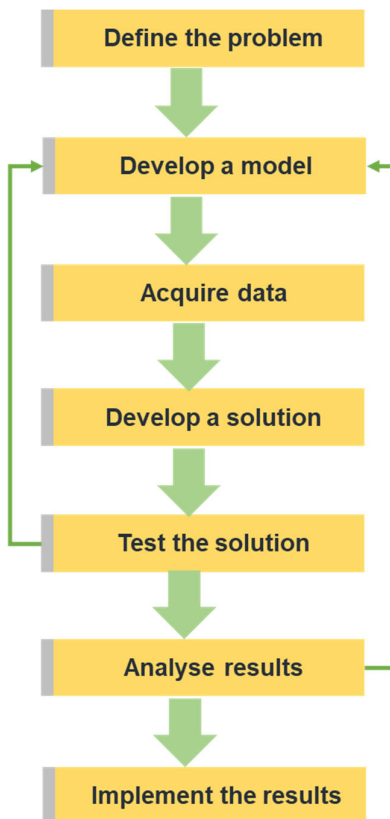 Define the problem
Develop a model
Acquire data
Develop a solution
Test the solution
Analyse results
Implement the results